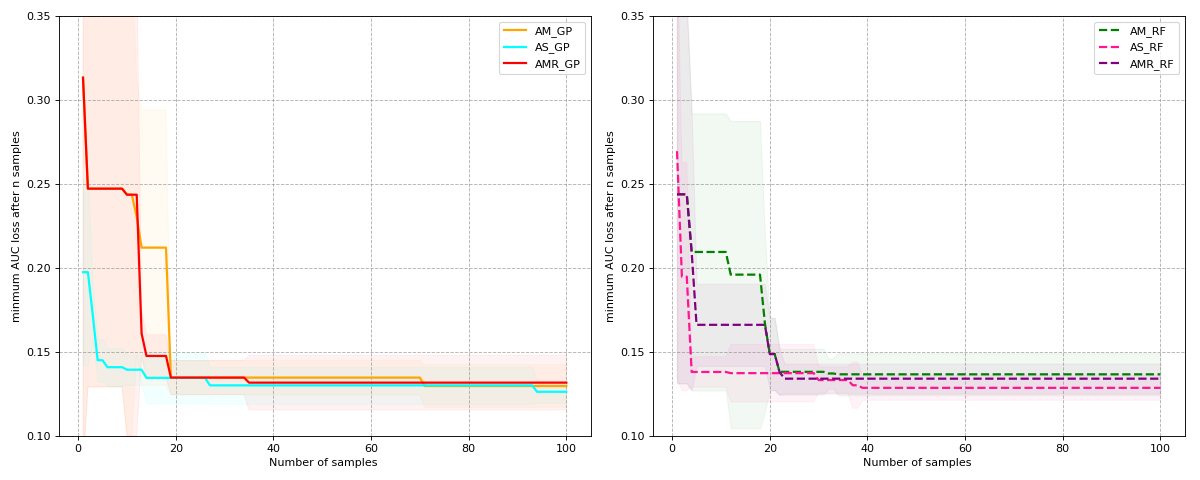 0.35
0.30
0.25
0.20
0.15
0.10
minmum AUC loss after n samples
0
20
40
60
80
100
Number of samples
AM_GP
AS_GP
AMR_GP
0.35
0.30
0.25
0.20
0.15
0.10
minmum AUC loss after n samples
0
20
40
60
80
100
Number of samples
AM_RF
AS_RF
AMR_RF